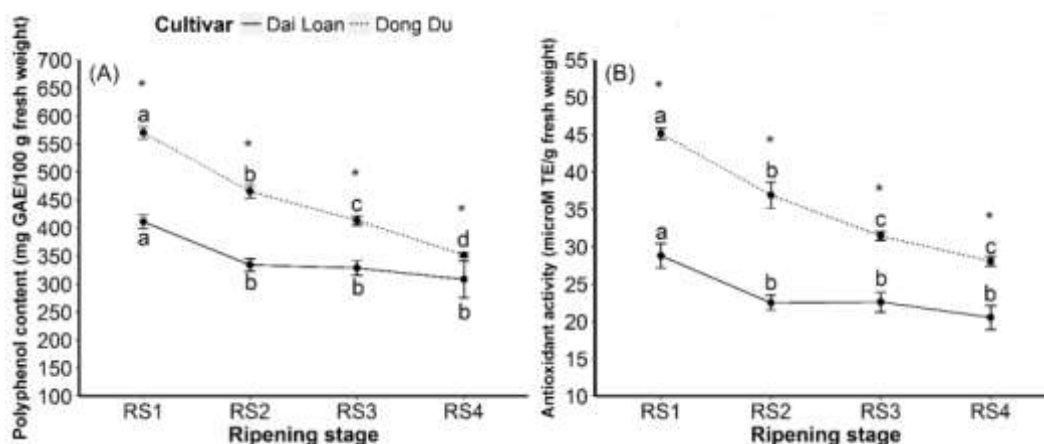 Cultivar Dai Loan Dong Du
Polyphenol content (mg GAE/100 g fresh weight)
700
650
600
550
500
450
400
350
300
250
200
150
100
(A)
*
a
*
b
*
c
*
d
a
b
b
b
RS1 RS2 RS3 RS4
Ripening stage
Antioxidant activity (microM TE/g fresh weight)
55
50
45
40
35
30
25
20
15
10
(B)
*
a
*
b
*
c
*
c
a
b
b
b
RS1 RS2 RS3 RS4
Ripening stage